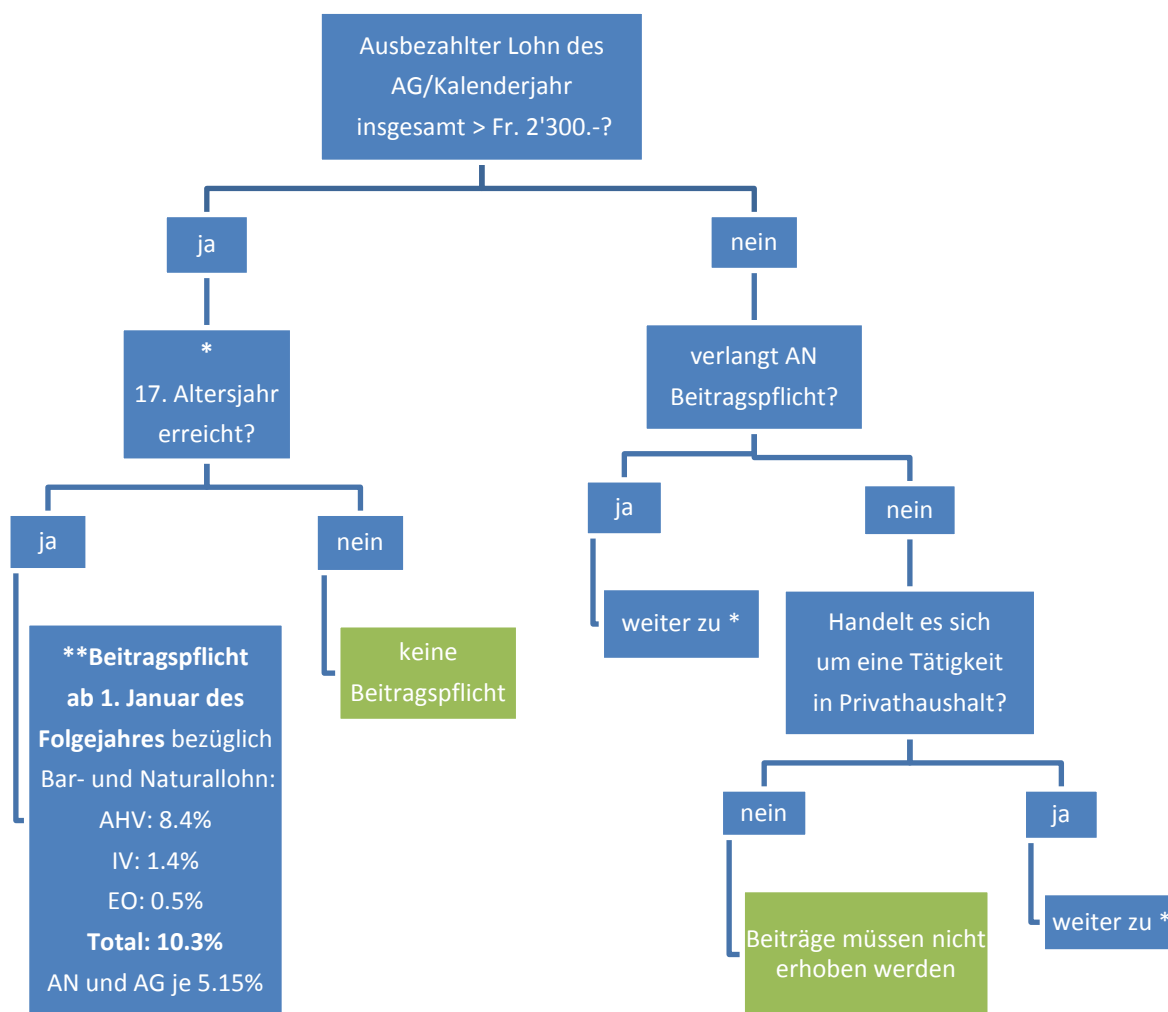 Ausbezahlter Lohn des
AG/Kalenderjahr
insgesamt > Fr. 2'300.-?
ja
nein
*
17. Altersjahr
erreicht?
verlangt AN
Beitragspflicht?
ja
nein
ja
nein
**Beitragspflicht
ab 1. Januar des
Folgejahres bezüglich
Bar- und Naturallohn:
AHV: 8.4%
IV: 1.4%
EO: 0.5%
Total: 10.3%
AN und AG je 5.15%
keine
Beitragspflicht
weiter zu *
Handelt es sich
um eine Tätigkeit
in Privathaushalt?
nein
ja
Beiträge müssen nicht
erhoben werden
weiter zu *